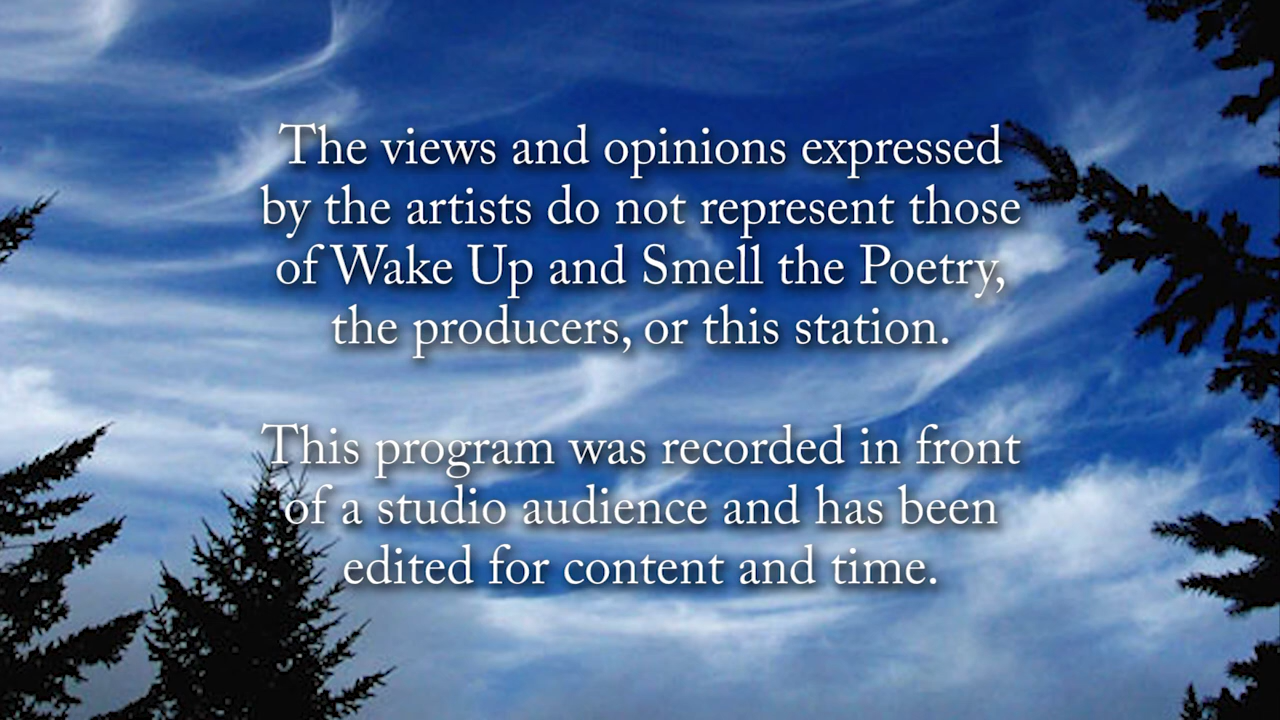 The views and opinions expressed
by the artists do not represent those
of Wake Up and Smell the Poetry,
the producers, or this station.
This program was recorded in front
of a studio audience and has been
edited for content and time.